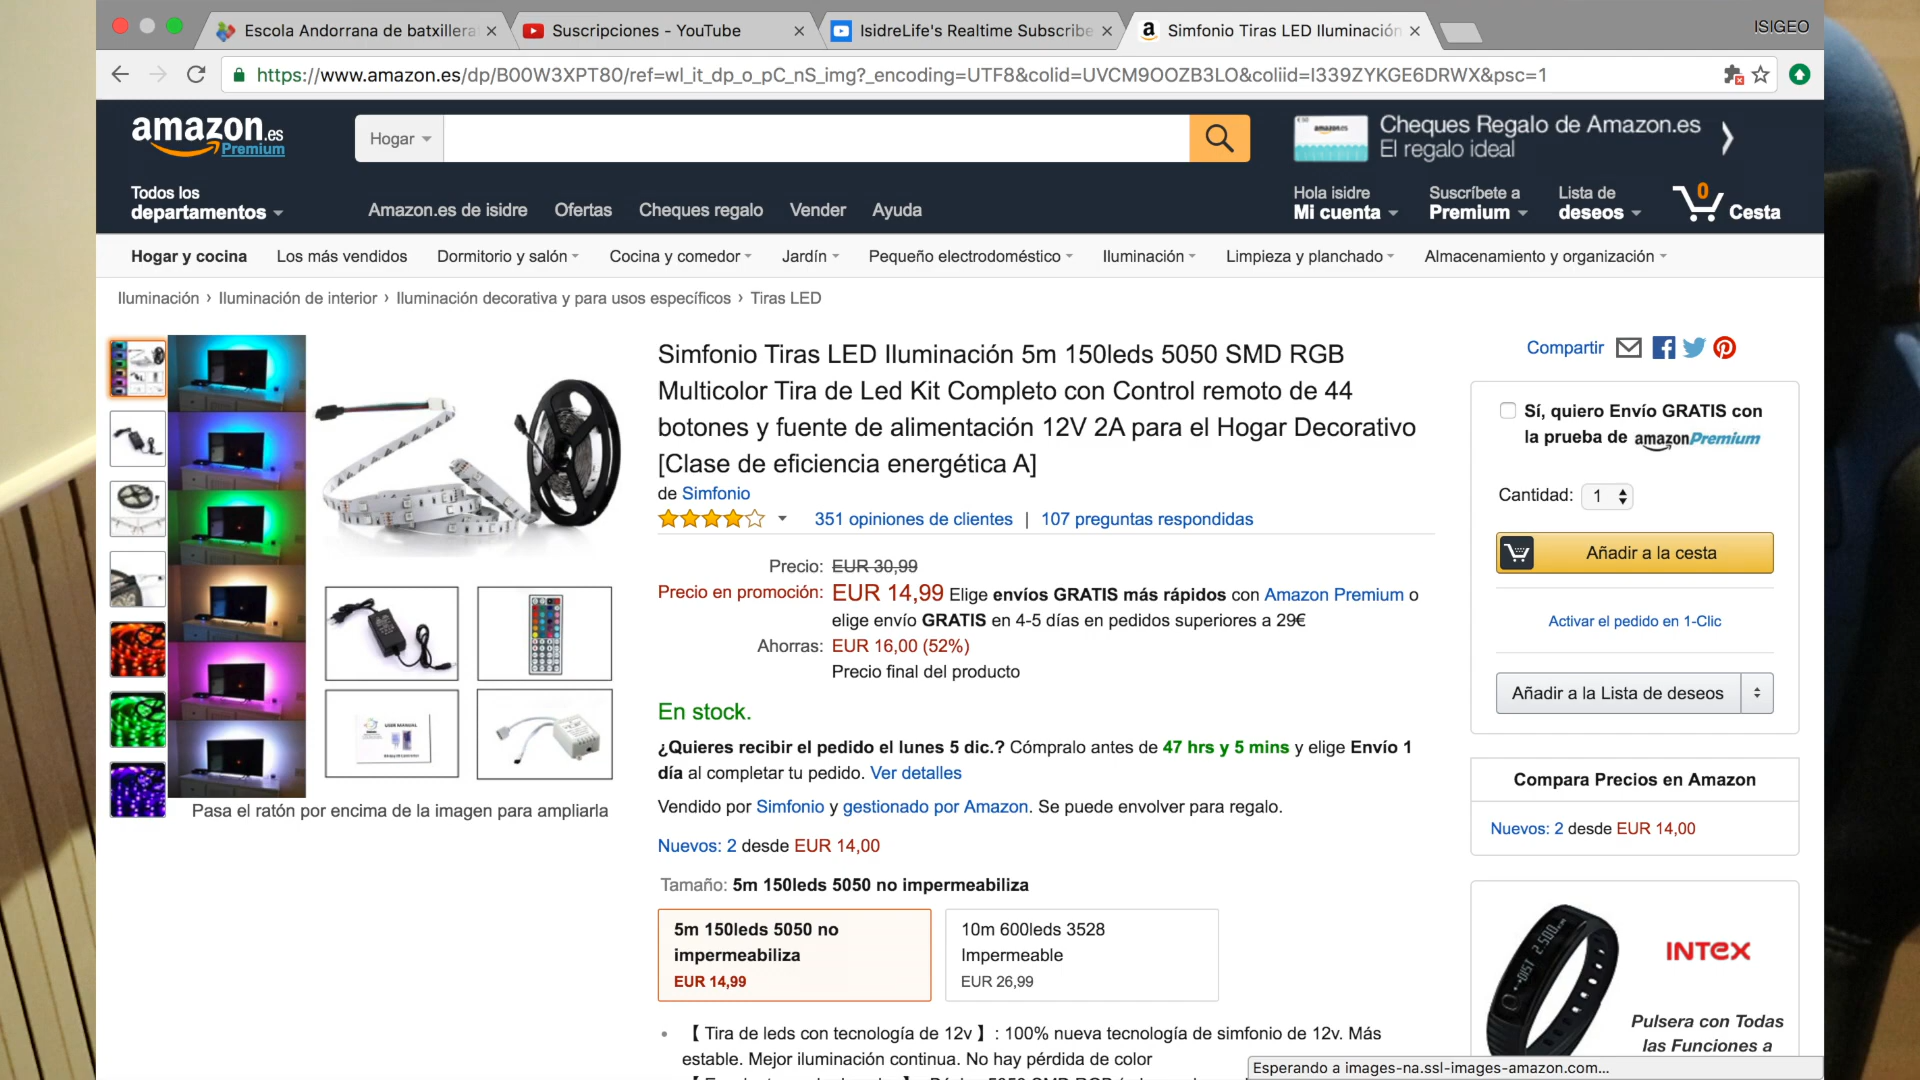 Escola Andorrana de batxillera
Suscripciones - YouTube
IsidreLife's Realtime Subscribe
Simfonio Tiras LED Iluminación
ISIGEO
https://www.amazon.es/dp/B00W3XPT80/ref=wl_it_dp_o_pC_nS_img?_encoding=UTF8&colid=UVCM9OOZB3LO&coliid=I339ZYKGE6DRWX&psc=1
amazon.es
Premium
Hogar
Cheques Regalo de Amazon.es
El regalo ideal
Todos los
departamentos
Amazon.es de isidre
Ofertas
Cheques regalo
Vender
Ayuda
Hola isidre
Mi cuenta
Suscríbete a
Premium
Lista de
deseos
0
Cesta
Hogar y cocina
Los más vendidos
Dormitorio y salón
Cocina y comedor
Jardín
Pequeño electrodoméstico
Iluminación
Limpieza y planchado
Almacenamiento y organización
Iluminación › Iluminación de interior › Iluminación decorativa y para usos específicos › Tiras LED
Simfonio Tiras LED Iluminación 5m 150leds 5050 SMD RGB
Multicolor Tira de Led Kit Completo con Control remoto de 44
botones y fuente de alimentación 12V 2A para el Hogar Decorativo
[Clase de eficiencia energética A]
de Simfonio
351 opiniones de clientes | 107 preguntas respondidas
Precio: EUR 30,99
Precio en promoción: EUR 14,99 Elige envíos GRATIS más rápidos con Amazon Premium o
elige envío GRATIS en 4-5 días en pedidos superiores a 29€
Ahorras: EUR 16,00 (52%)
Precio final del producto
En stock.
¿Quieres recibir el pedido el lunes 5 dic.? Cómpralo antes de 47 hrs y 5 mins y elige Envío 1
día al completar tu pedido. Ver detalles
Vendido por Simfonio y gestionado por Amazon. Se puede envolver para regalo.
Nuevos: 2 desde EUR 14,00
Tamaño: 5m 150leds 5050 no impermeabiliza
5m 150leds 5050 no
impermeabiliza
EUR 14,99
10m 600leds 3528
Impermeable
EUR 26,99
• 【 Tira de leds con tecnología de 12v 】 : 100% nueva tecnología de simfonio de 12v. Más
estable. Mejor iluminación continua. No hay pérdida de color
USER MANUAL
Pasa el ratón por encima de la imagen para ampliarla
Compartir
Sí, quiero Envío GRATIS con
la prueba de amazonPremium
Cantidad: 1
Añadir a la cesta
Activar el pedido en 1-Clic
Añadir a la Lista de deseos
Compara Precios en Amazon
Nuevos: 2 desde EUR 14,00
DIST 2.500
INTEX
Pulsera con Todas
las Funciones a
Esperando a images-na.ssl-images-amazon.com...